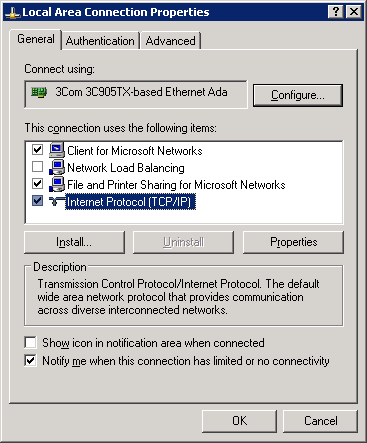 Local Area Connection Properties
General
Authentication
Advanced
Connect using:
3Com 3C905TX-based Ethernet Ada
Configure...
This connection uses the following items:
Client for Microsoft Networks
Network Load Balancing
File and Printer Sharing for Microsoft Networks
Internet Protocol (TCP/IP)
Install...
Uninstall
Properties
Description
Transmission Control Protocol/Internet Protocol. The default
wide area network protocol that provides communication
across diverse interconnected networks.
Show icon in notification area when connected
Notify me when this connection has limited or no connectivity
OK
Cancel